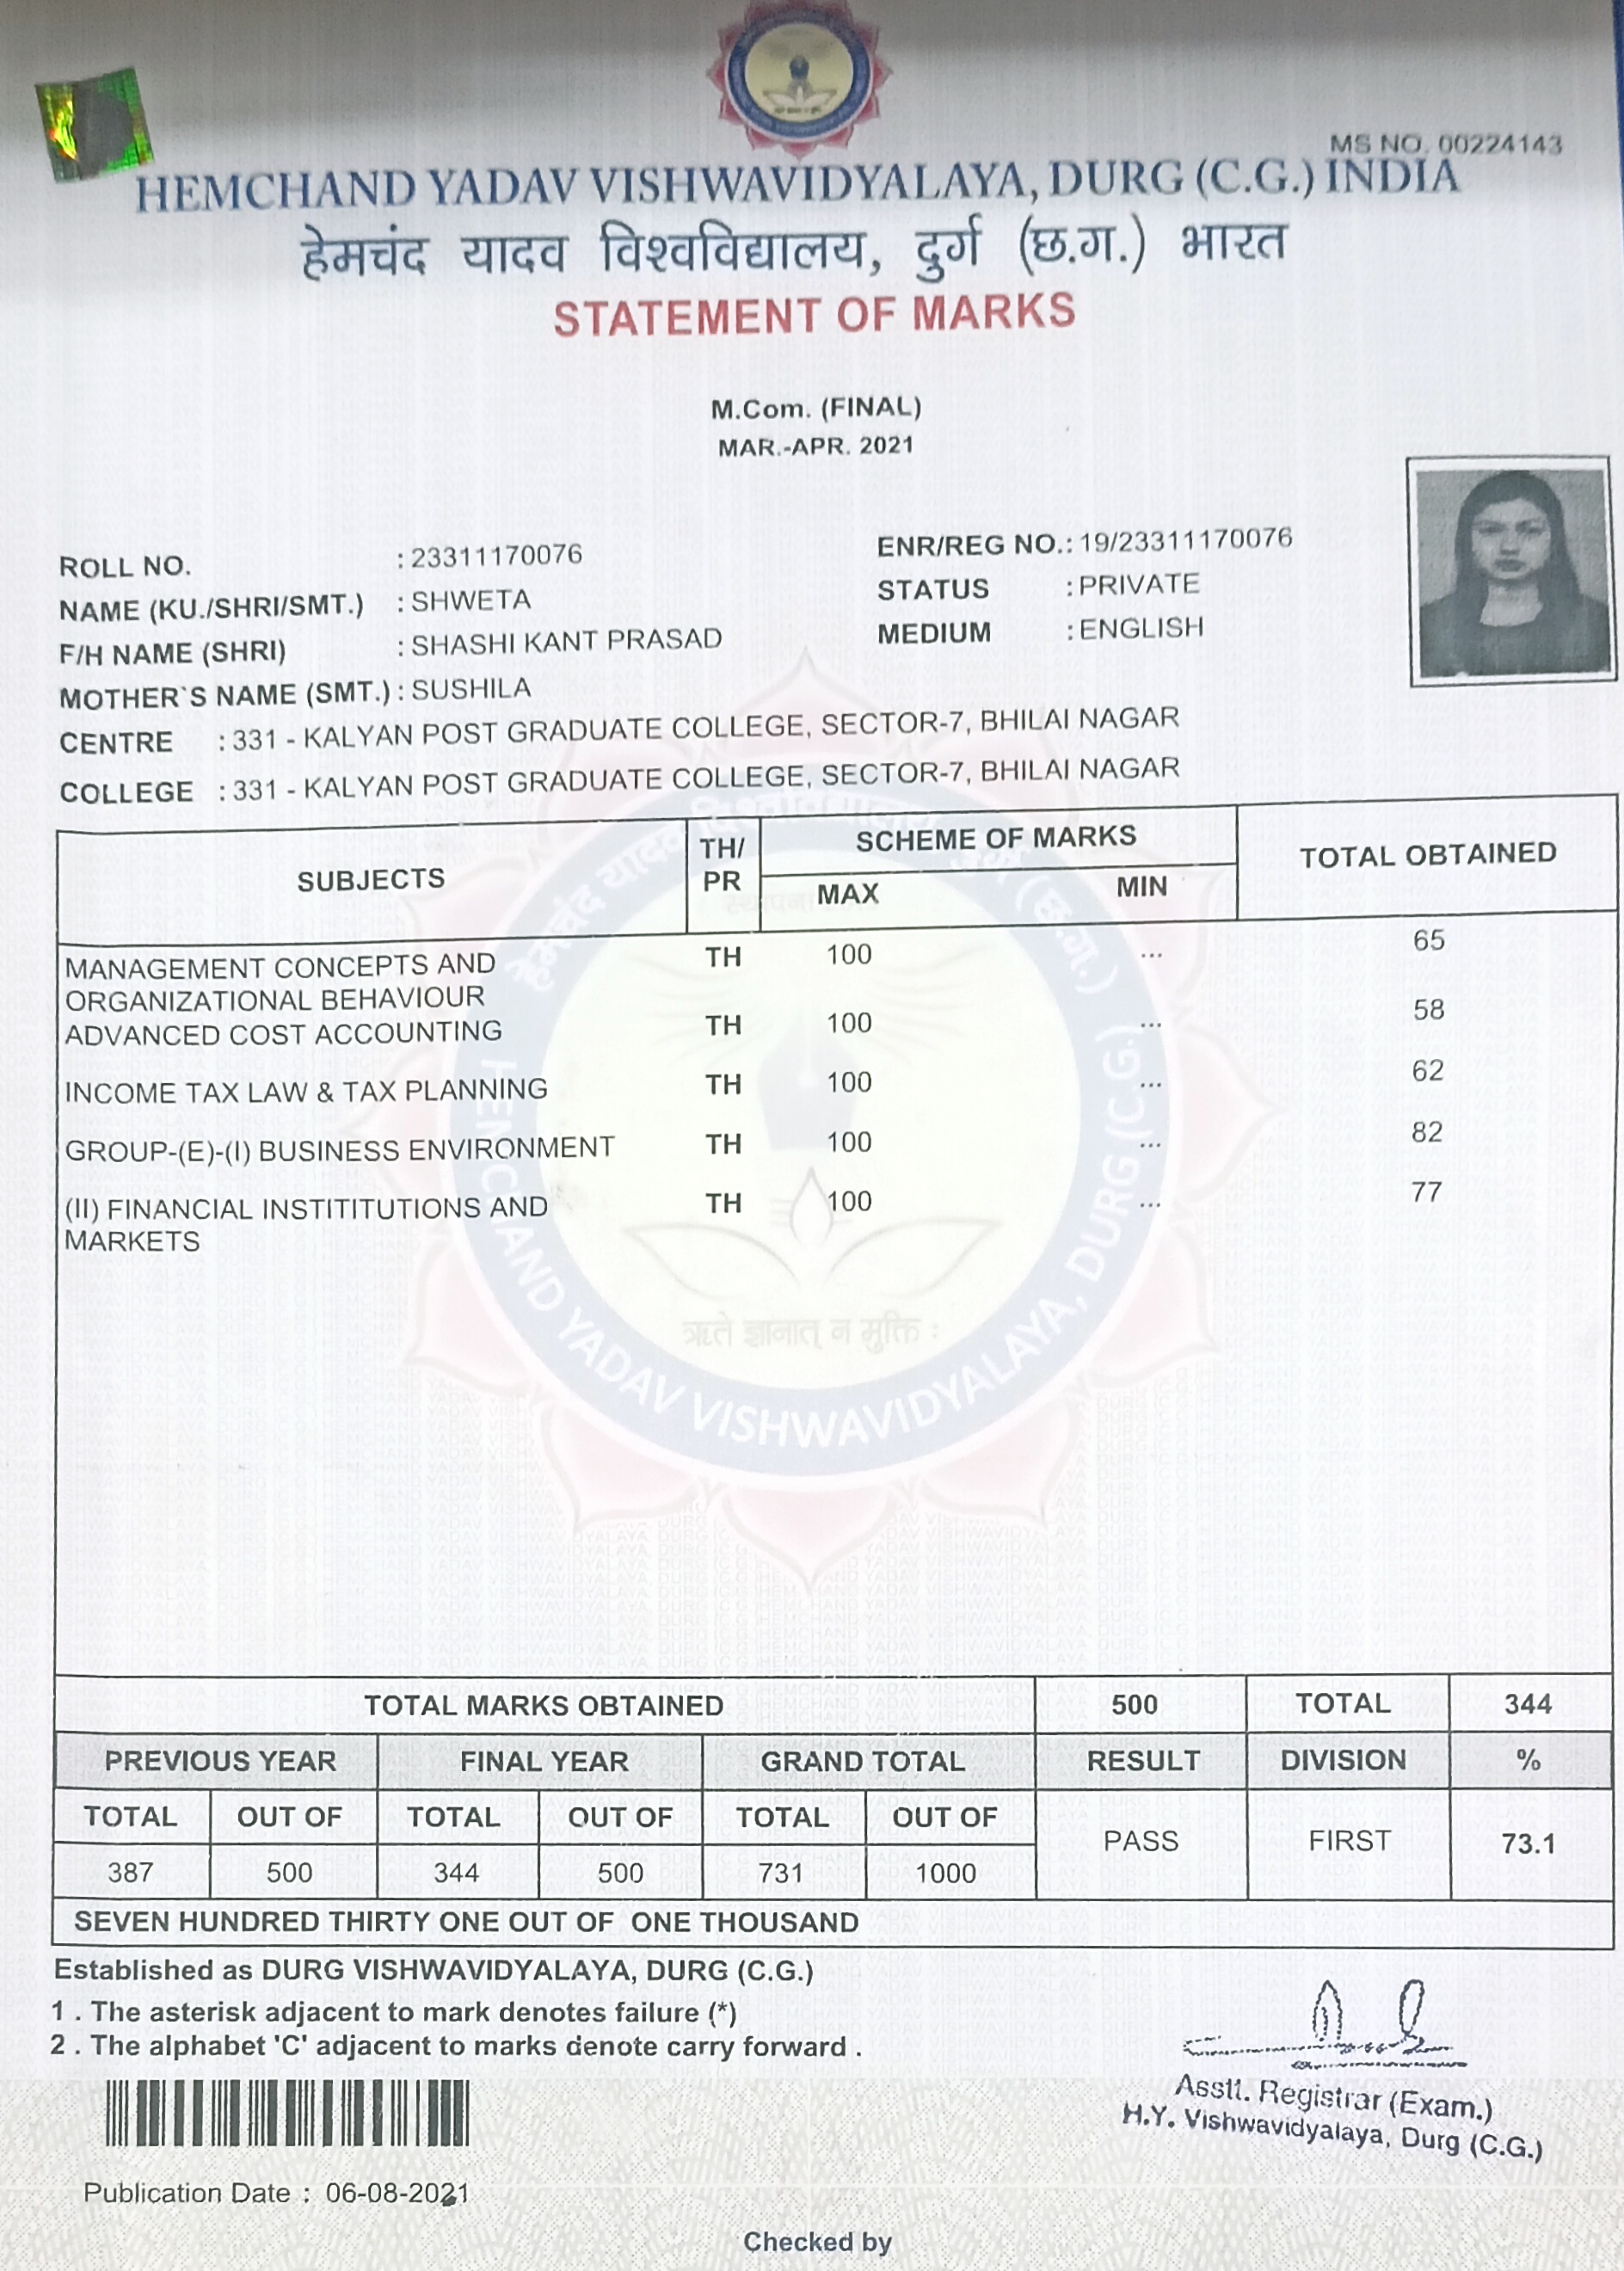 MS NO. 00224143
HEMCHAND YADAV VISHWAVIDYALAYA, DURG (C.G.) INDIA
हेमचंद यादव विश्वविद्यालय, दुर्ग (छ.ग.) भारत
STATEMENT OF MARKS
M.Com. (FINAL)
MAR.-APR. 2021
ROLL NO. : 23311170076 ENR/REG NO.: 19/23311170076
NAME (KU./SHRI/SMT.) : SHWETA STATUS : PRIVATE
F/H NAME (SHRI) : SHASHI KANT PRASAD MEDIUM : ENGLISH
MOTHER`S NAME (SMT.) : SUSHILA
CENTRE : 331 - KALYAN POST GRADUATE COLLEGE, SECTOR-7, BHILAI NAGAR
COLLEGE : 331 - KALYAN POST GRADUATE COLLEGE, SECTOR-7, BHILAI NAGAR
SUBJECTS TH/ PR SCHEME OF MARKS TOTAL OBTAINED
MAX MIN
MANAGEMENT CONCEPTS AND TH 100 ... 65
ORGANIZATIONAL BEHAVIOUR
ADVANCED COST ACCOUNTING TH 100 ... 58
INCOME TAX LAW & TAX PLANNING TH 100 ... 62
GROUP-(E)-(I) BUSINESS ENVIRONMENT TH 100 ... 82
(II) FINANCIAL INSTITITUTIONS AND TH 100 ... 77
MARKETS
ऋते ज्ञानात् न मुक्ति :
HEMCHAND YADAV VISHWAVIDYALAYA, DURG (C.G.)
TOTAL MARKS OBTAINED 500 TOTAL 344
PREVIOUS YEAR FINAL YEAR GRAND TOTAL RESULT DIVISION %
TOTAL OUT OF TOTAL OUT OF TOTAL OUT OF
387 500 344 500 731 1000 PASS FIRST 73.1
SEVEN HUNDRED THIRTY ONE OUT OF ONE THOUSAND
Established as DURG VISHWAVIDYALAYA, DURG (C.G.)
1 . The asterisk adjacent to mark denotes failure (*)
2 . The alphabet 'C' adjacent to marks denote carry forward .
Asstt. Registrar (Exam.)
H.Y. Vishwavidyalaya, Durg (C.G.)
Publication Date : 06-08-2021
Checked by